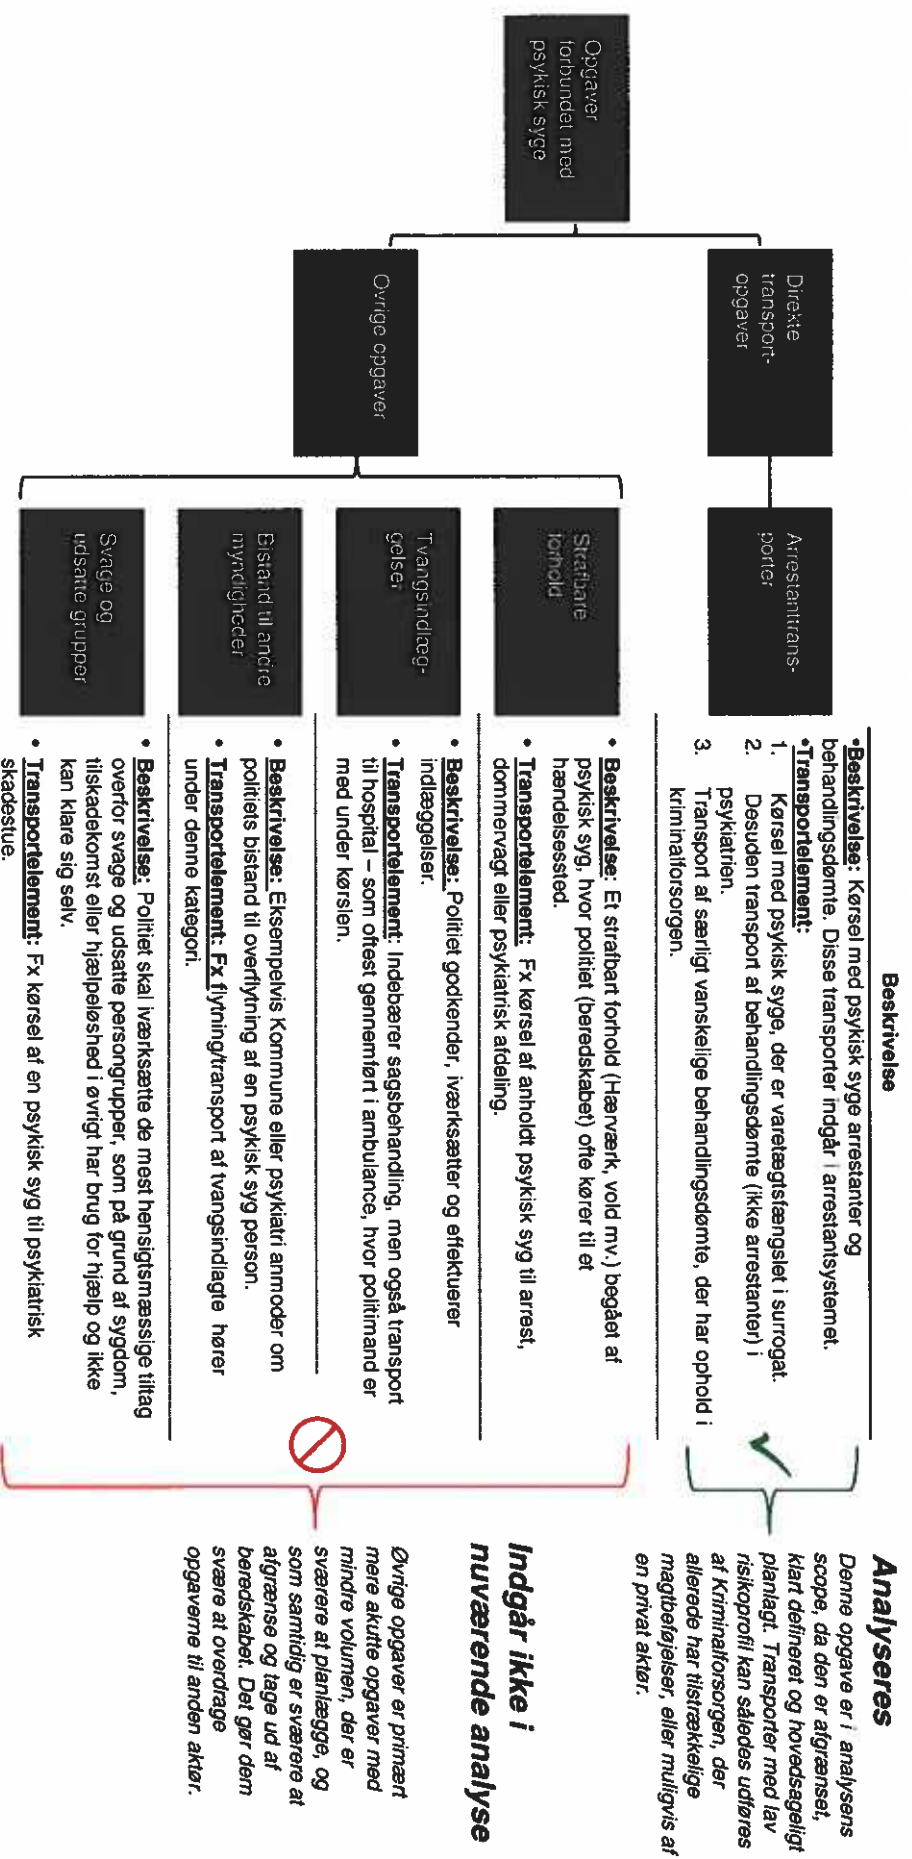 Opgaver
forbundet med
psykisk syge
Direkte
transport-
opgaver
Øvrige opgaver
Arrestanttrans-
porter
Strafbare
forhold
Tvangsindlæg-
gelser
Bistand til andre
myndigheder
Svage og
udsatte grupper
Beskrivelse
•Beskrivelse: Kørsel med psykisk syge arrestanter og
behandlingsdømte. Disse transporter indgår i arrestantsystemet.
•Transportelement:
1. Kørsel med psykisk syge, der er varetægtsfængslet i surrogat.
2. Desuden transport af behandlingsdømte (ikke arrestanter) i
psykiatrien.
3. Transport af særligt vanskelige behandlingsdømte, der har ophold i
kriminalforsorgen.
• Beskrivelse: Et strafbart forhold (Hærværk, vold mv.) begået af
psykisk syg, hvor politiet (beredskabet) ofte kører til et
hændelsessted.
• Transportelement: Fx kørsel af anholdt psykisk syg til arrest,
dommervagt eller psykiatrisk afdeling.
• Beskrivelse: Politiet godkender, iværksætter og effektuerer
indlæggelser.
• Transportelement: Indebærer sagsbehandling, men også transport
til hospital – som oftest gennemført i ambulance, hvor politimand er
med under kørslen.
• Beskrivelse: Eksempelvis Kommune eller psykiatri anmoder om
politiets bistand til overflytning af en psykisk syg person.
• Transportelement: Fx flytning/transport af tvangsindlagte hører
under denne kategori.
• Beskrivelse: Politiet skal iværksætte de mest hensigtsmæssige tiltag
overfor svage og udsatte persongrupper, som på grund af sygdom,
tilskadekomst eller hjælpeløshed i øvrigt har brug for hjælp og ikke
kan klare sig selv.
• Transportelement: Fx kørsel af en psykisk syg til psykiatrisk
skadestue.
Analyseres
Denne opgave er i analysens
scope, da den er afgrænset,
klart defineret og hovedsageligt
planlagt. Transporter med lav
risikoprofil kan således udføres
af Kriminalforsorgen, der
allerede har tilstrækkelige
magtbeføjelser, eller muligvis af
en privat aktør.
Indgår ikke i
nuværende analyse
Øvrige opgaver er primært
mere akutte opgaver med
mindre volumen, der er
sværere at planlægge, og
som samtidig er sværere at
afgrænse og tage ud af
beredskabet. Det gør dem
svære at overdrage
opgaverne til anden aktør.